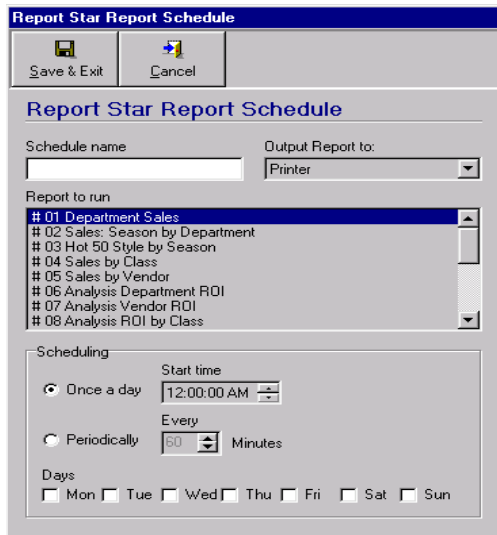 Report Star Report Schedule
Save & Exit Cancel
Report Star Report Schedule
Schedule name Output Report to:
Printer
Report to run
# 01 Department Sales
# 02 Sales: Season by Department
# 03 Hot 50 Style by Season
# 04 Sales by Class
# 05 Sales by Vendor
# 06 Analysis Department ROI
# 07 Analysis Vendor ROI
# 08 Analysis ROI by Class
Scheduling
Start time
Once a day 12:00:00 AM
Every
Periodically 60 Minutes
Days
Mon Tue Wed Thu Fri Sat Sun